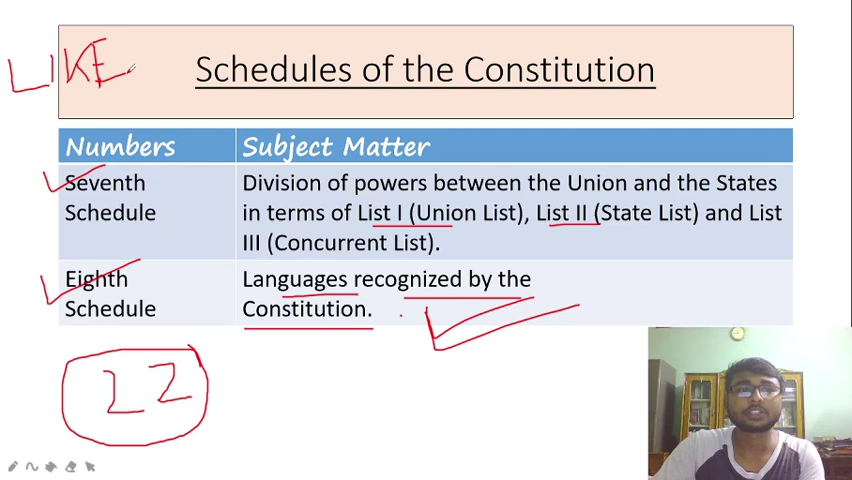 LIKE
Schedules of the Constitution
Numbers Subject Matter
Seventh Division of powers between the Union and the States
Schedule in terms of List I (Union List), List II (State List) and List
III (Concurrent List).
Eighth Languages recognized by the
Schedule Constitution.
22